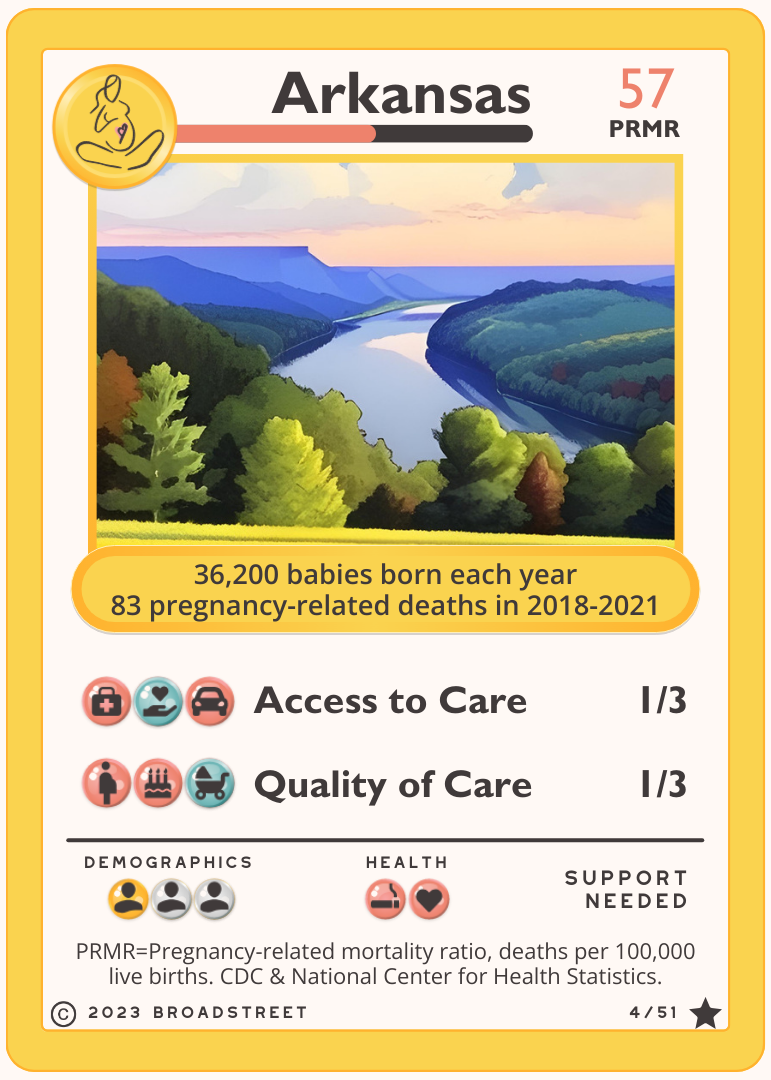 Arkansas
57
PRMR
36,200 babies born each year
83 pregnancy-related deaths in 2018-2021
Access to Care 1/3
Quality of Care 1/3
DEMOGRAPHICS
HEALTH
SUPPORT
NEEDED
PRMR=Pregnancy-related mortality ratio, deaths per 100,000
live births. CDC & National Center for Health Statistics.
© 2023 BROADSTREET 4/51